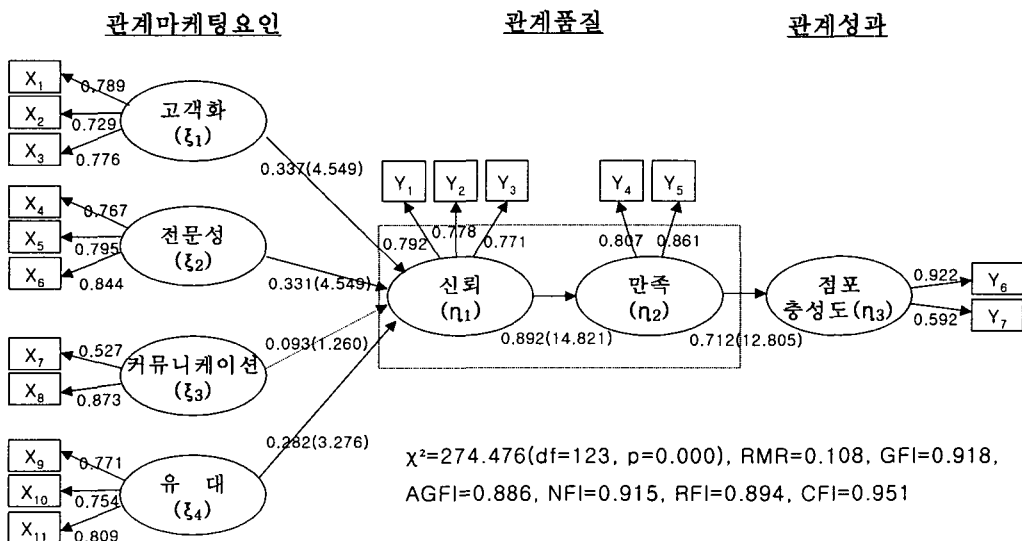 관계마케팅요인
관계품질
관계성과
X₁
0.789
X₂
0.729
X₃
0.776
고객화
(ξ₁)
0.337(4.549)
X₄
0.767
X₅
0.795
X₆
0.844
전문성
(ξ₂)
0.331(4.549)
X₇
0.527
X₈
0.873
커뮤니케이션
(ξ₃)
0.093(1.260)
X₉
0.771
X₁₀
0.754
X₁₁
0.809
유 대
(ξ₄)
0.282(3.276)
Y₁
Y₂
Y₃
0.792
0.778
0.771
신뢰
(η₁)
0.892(14.821)
Y₄
Y₅
0.807
0.861
만족
(η₂)
0.712(12.805)
점포
충성도(η₃)
0.922
Y₆
0.592
Y₇
χ²=274.476(df=123, p=0.000), RMR=0.108, GFI=0.918,
AGFI=0.886, NFI=0.915, RFI=0.894, CFI=0.951